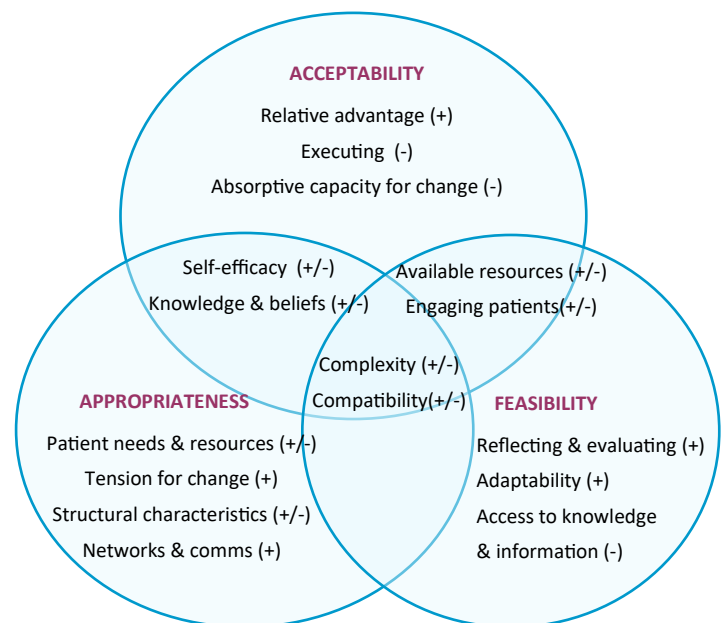 ACCEPTABILITY
Relative advantage (+)
Executing (-)
Absorptive capacity for change (-)
Self-efficacy (+/-)
Knowledge & beliefs (+/-)
Available resources (+/-)
Engaging patients(+/-)
Complexity (+/-)
Compatibility(+/-)
APPROPRIATENESS
Patient needs & resources (+/-)
Tension for change (+)
Structural characteristics (+/-)
Networks & comms (+)
FEASIBILITY
Reflecting & evaluating (+)
Adaptability (+)
Access to knowledge
& information (-)